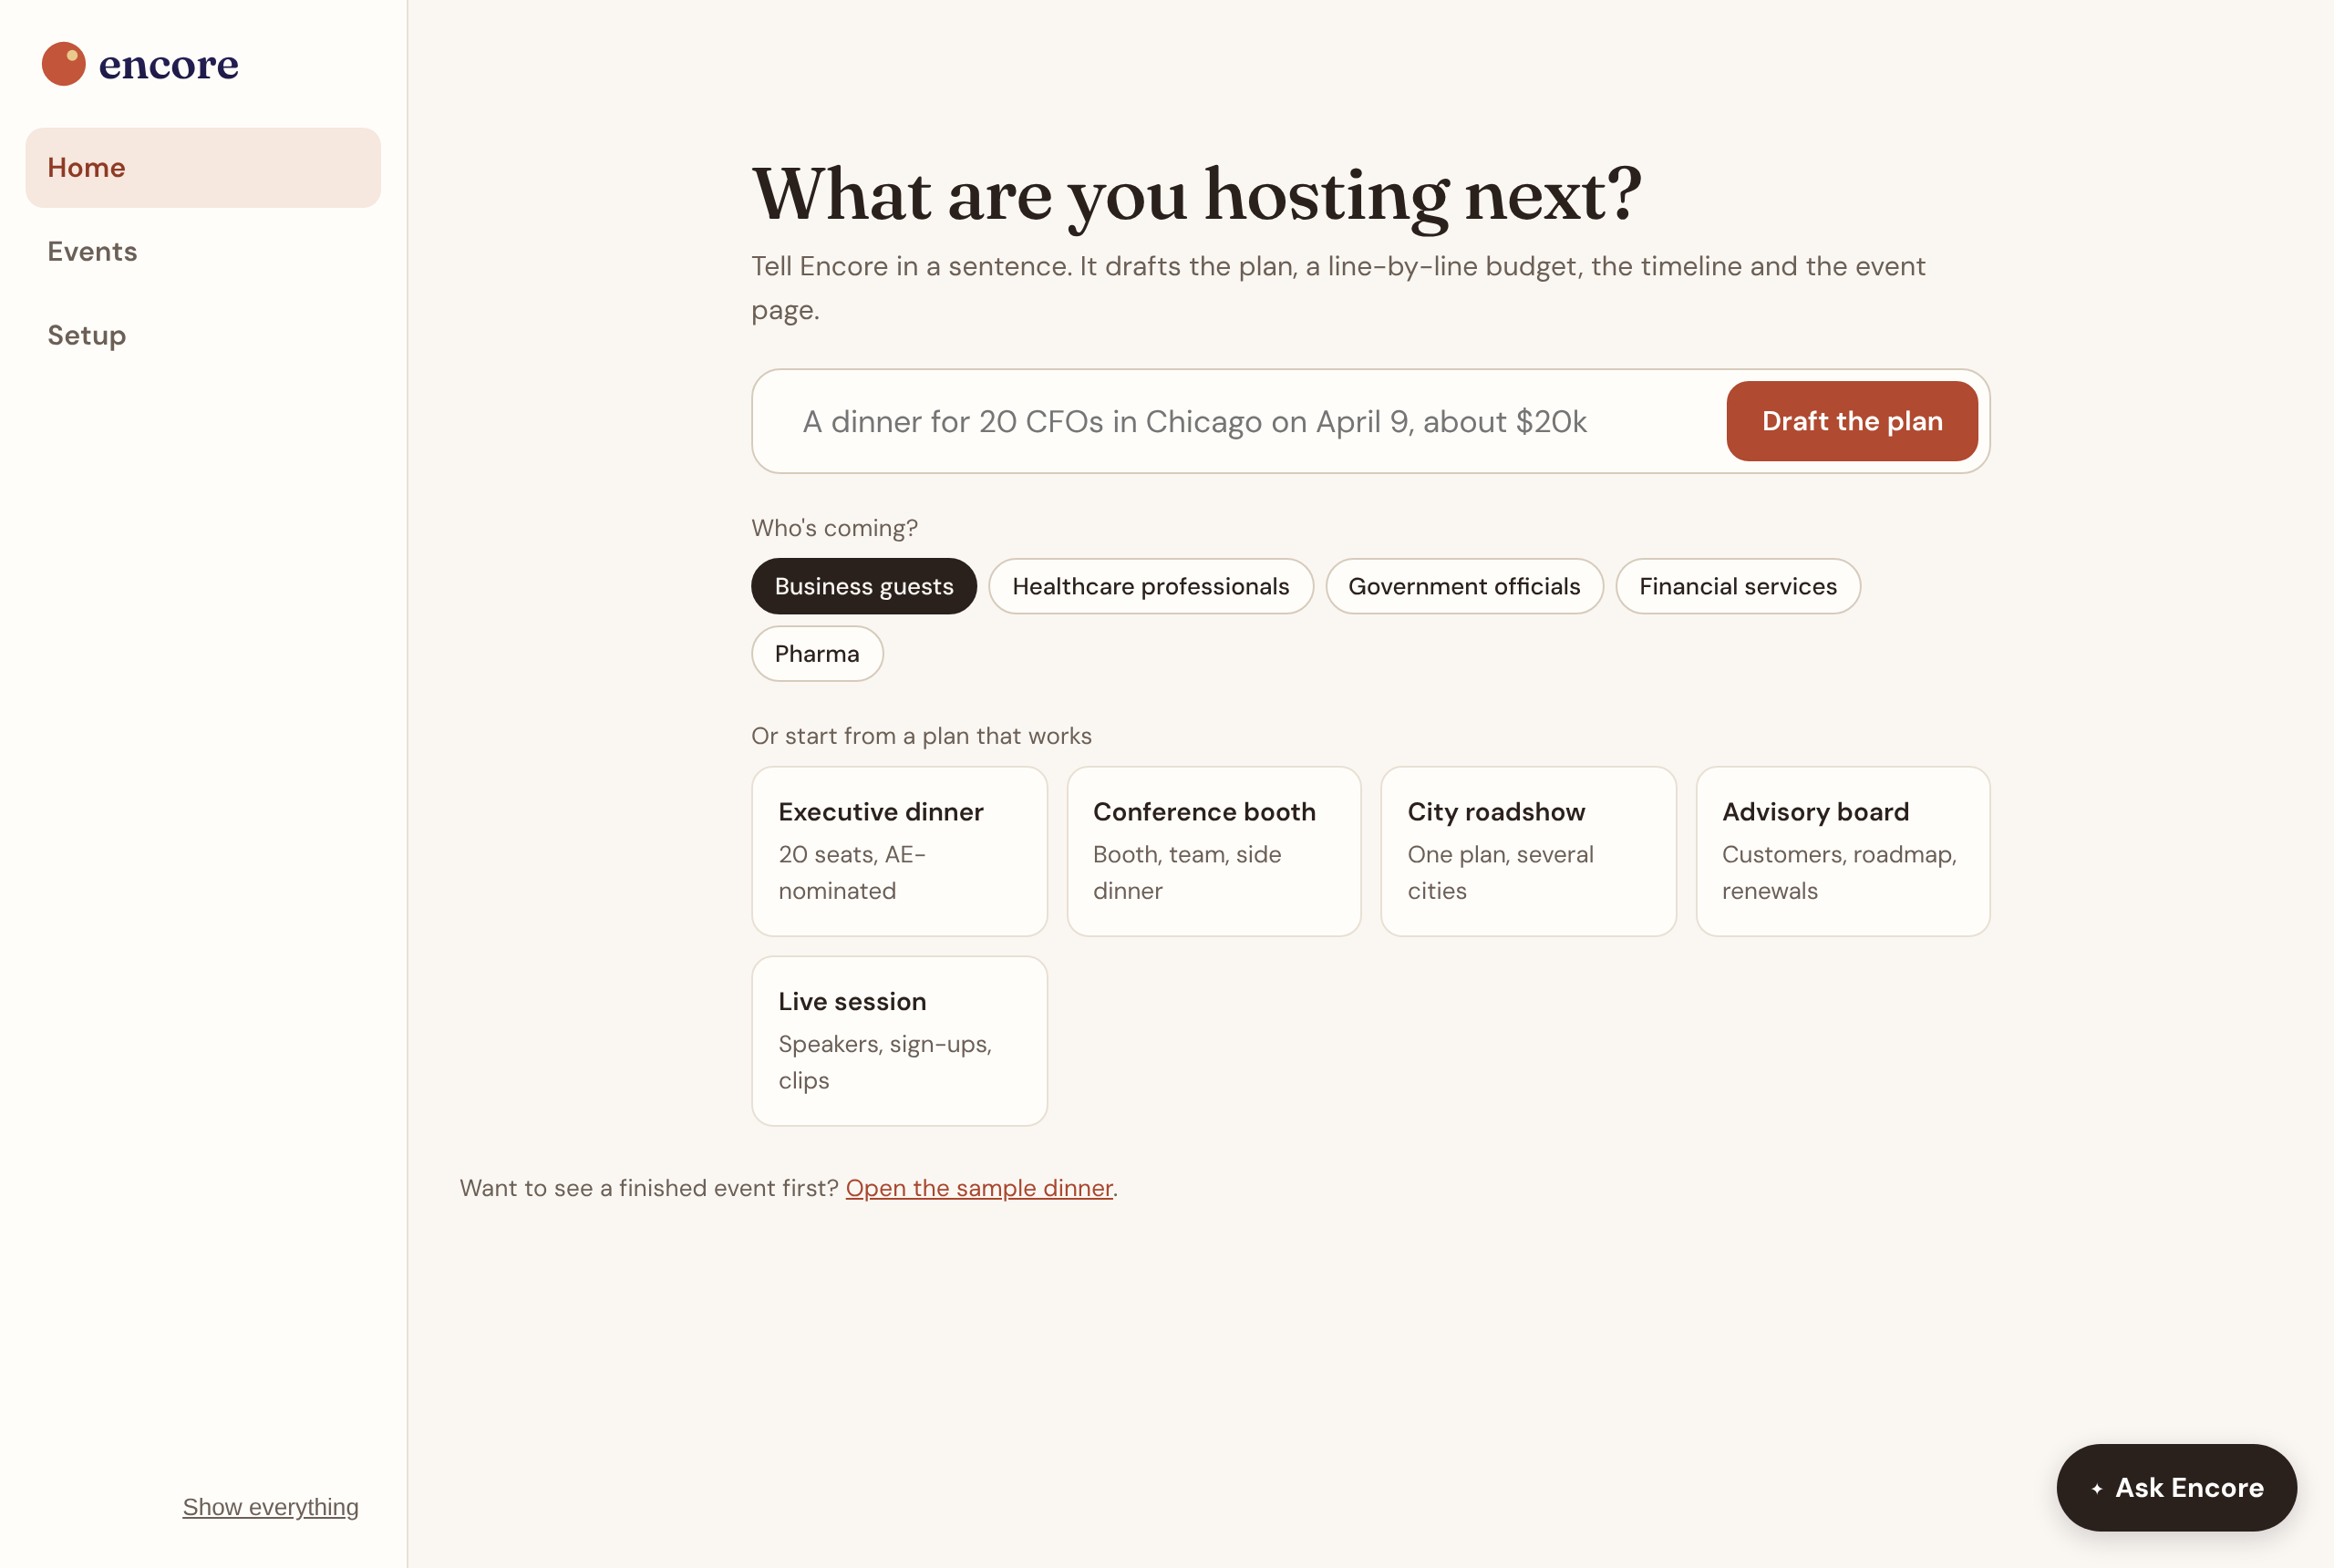 encore
Home
Events
Setup
Show everything
What are you hosting next?
Tell Encore in a sentence. It drafts the plan, a line-by-line budget, the timeline and the event
page.
A dinner for 20 CFOs in Chicago on April 9, about $20k
Draft the plan
Who's coming?
Business guests
Healthcare professionals
Government officials
Financial services
Pharma
Or start from a plan that works
Executive dinner
20 seats, AE-
nominated
Conference booth
Booth, team, side
dinner
City roadshow
One plan, several
cities
Advisory board
Customers, roadmap,
renewals
Live session
Speakers, sign-ups,
clips
Want to see a finished event first? Open the sample dinner.
Ask Encore